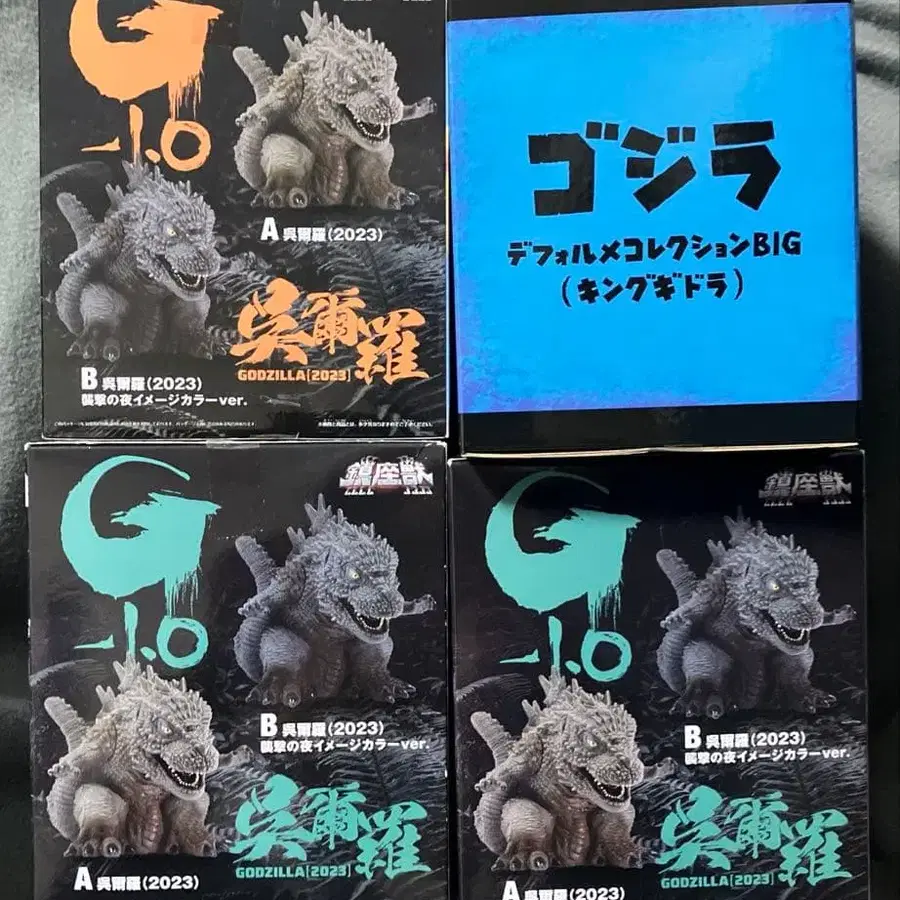 G
-1.0
A 呉爾羅(2023)
B 呉爾羅(2023)
襲撃の夜イメージカラーver.
呉爾羅
GODZILLA[2023]
ゴジラ
デフォルメコレクションBIG
(キングギドラ)
鎮座獣
G
-1.0
B 呉爾羅(2023)
襲撃の夜イメージカラーver.
呉爾羅
GODZILLA[2023]
A 呉爾羅(2023)
鎮座獣
G
-1.0
B 呉爾羅(2023)
襲撃の夜イメージカラーver.
呉爾羅
GODZILLA[2023]
A 呉爾羅(2023)